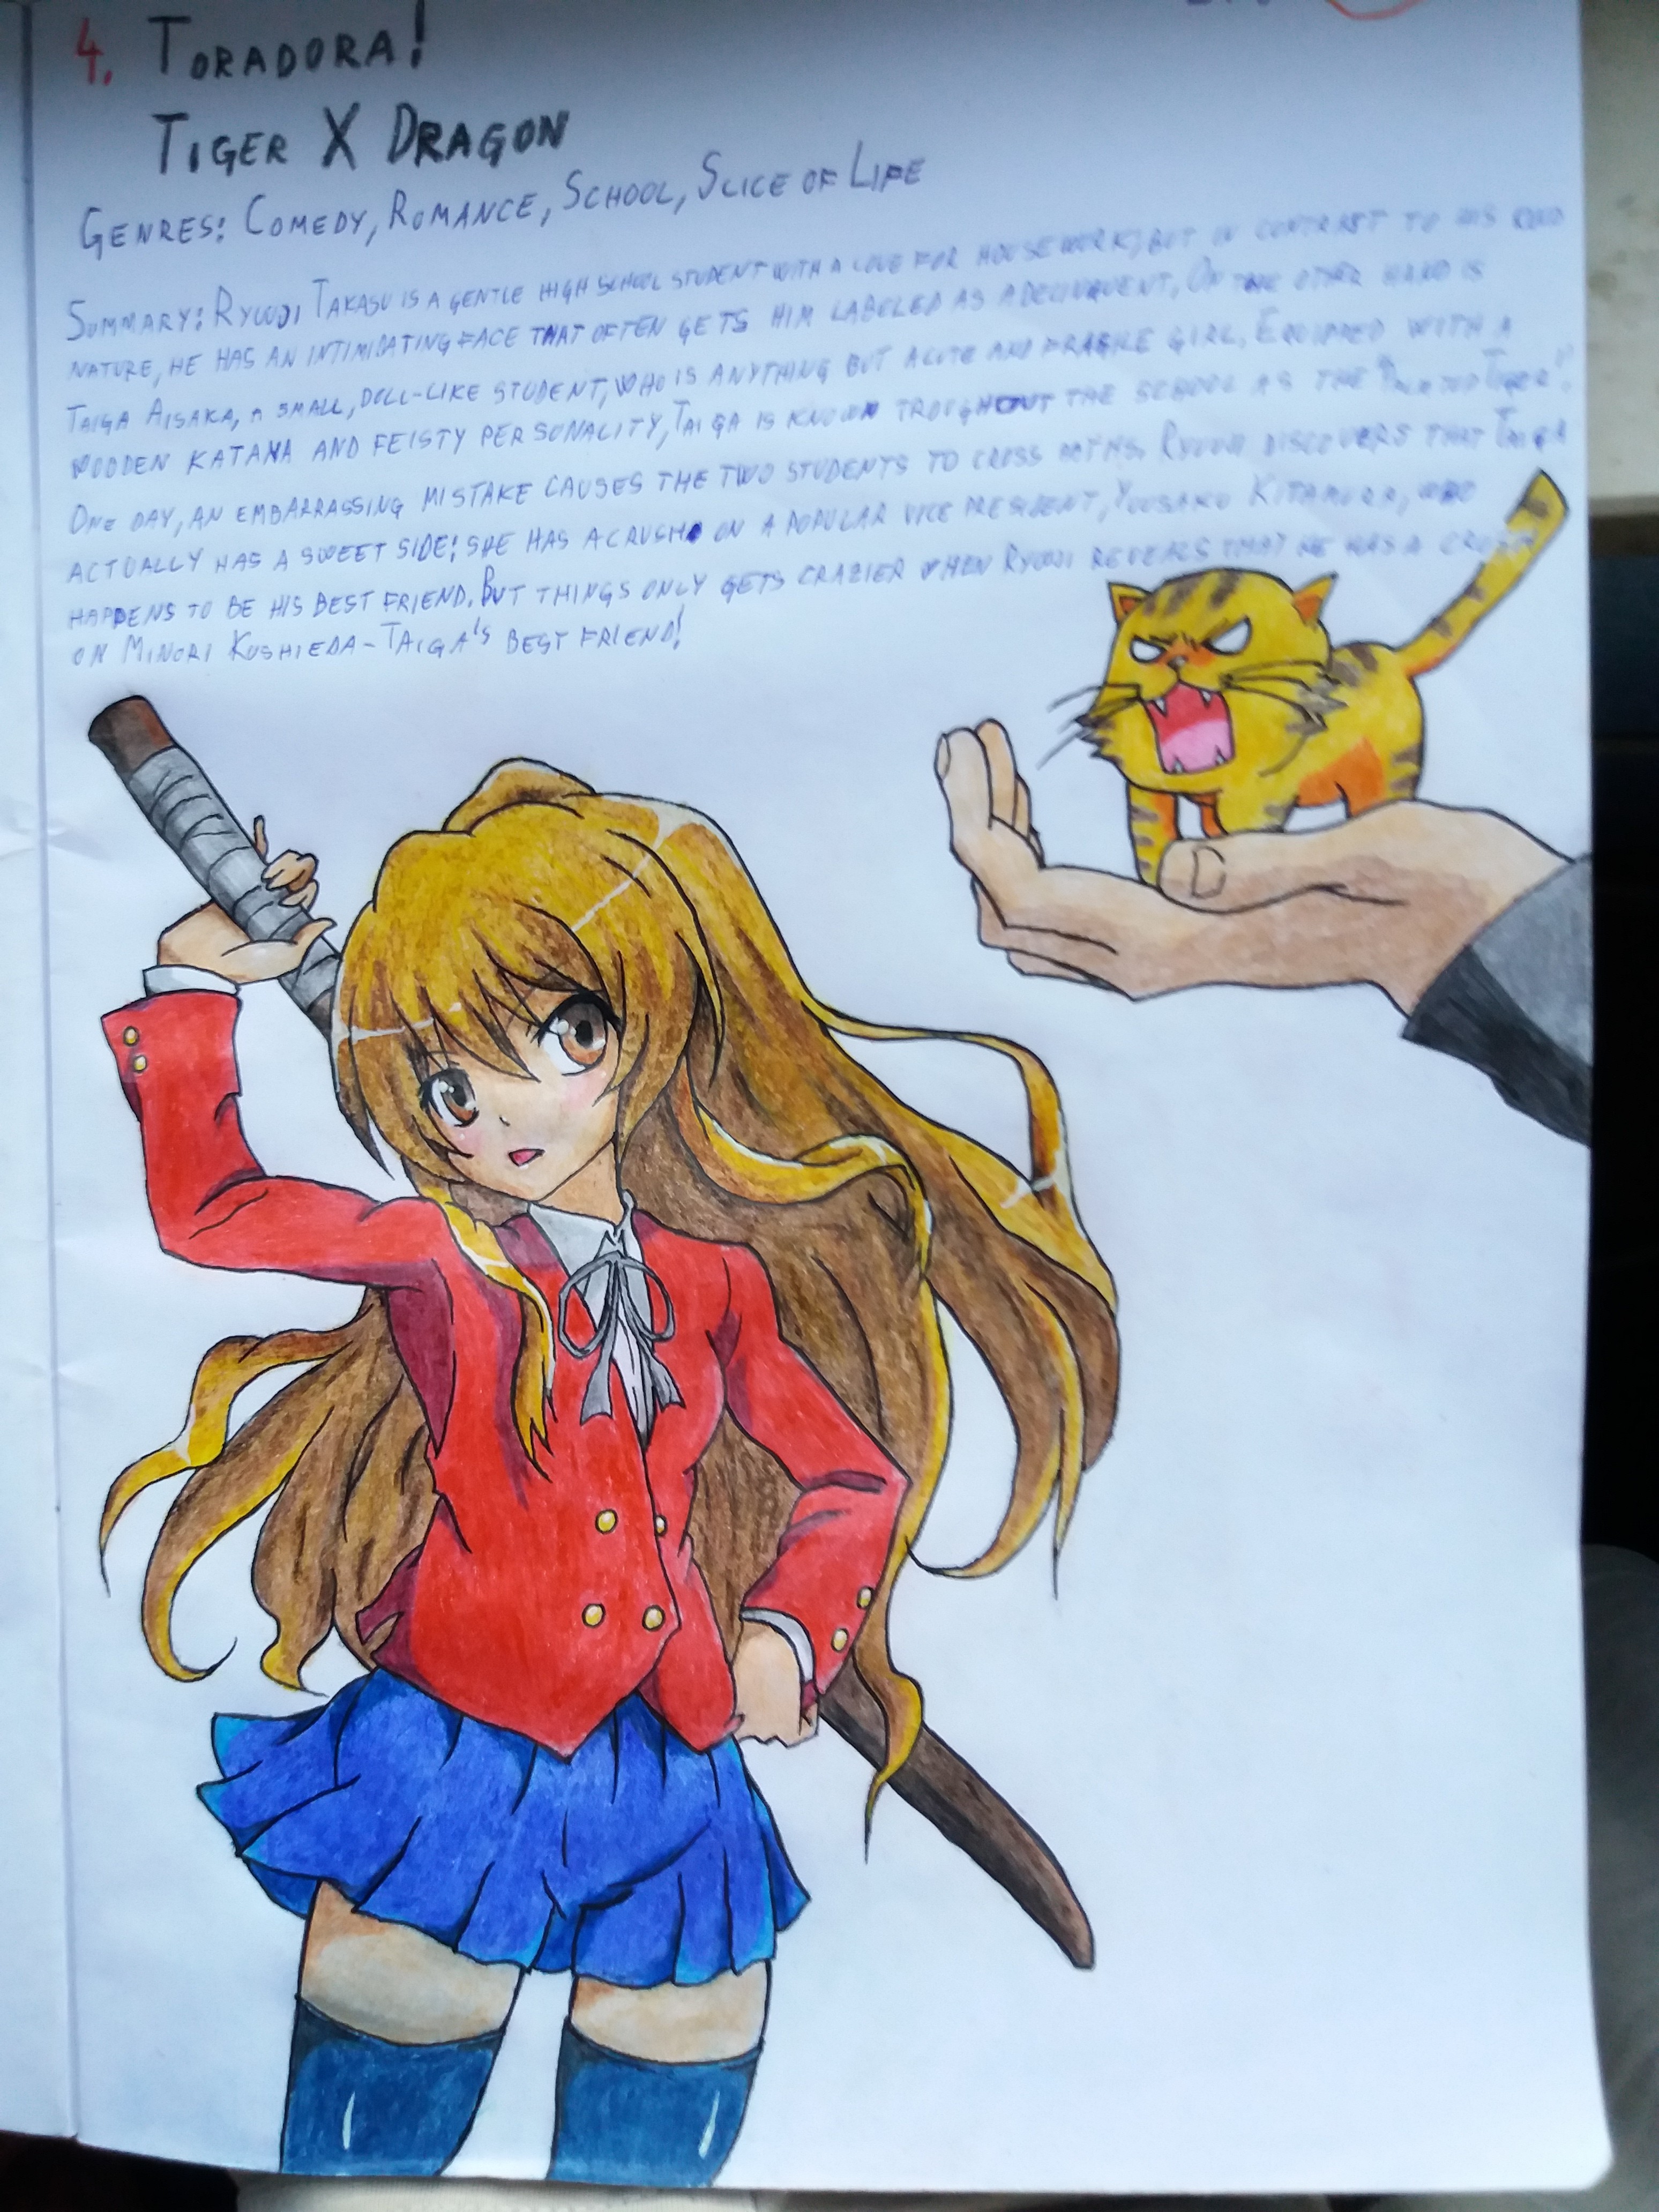 4. TORADORA!
TIGER X DRAGON
GENRES: COMEDY, ROMANCE, SCHOOL, SLICE OF LIFE
SUMMARY: RYUUJI TAKASU IS A GENTLE HIGH SCHOOL STUDENT WITH A LOVE FOR HOUSEWORK, BUT IN CONTRAST TO HIS KIND
NATURE, HE HAS AN INTIMIDATING FACE THAT OFTEN GETS HIM LABELED AS A DELINQUENT. ON THE OTHER HAND IS
TAIGA AISAKA, A SMALL, DOLL-LIKE STUDENT, WHO IS ANYTHING BUT A CUTE AND FRAGILE GIRL. EQUIPPED WITH A
WOODEN KATANA AND FEISTY PERSONALITY, TAIGA IS KNOWN TROUGHOUT THE SCHOOL AS THE "PALMTOP TIGER".
ONE DAY, AN EMBARRASSING MISTAKE CAUSES THE TWO STUDENTS TO CROSS PATHS. RYUUJI DISCOVERS THAT TAIGA
ACTUALLY HAS A SWEET SIDE: SHE HAS A CRUSH ON A POPULAR VICE PRESIDENT, YUUSAKU KITAMURA, WHO
HAPPENS TO BE HIS BEST FRIEND. BUT THINGS ONLY GETS CRAZIER WHEN RYUUJI REVEALS THAT HE HAS A CRUSH
ON MINORI KUSHIEDA-TAIGA'S BEST FRIEND!